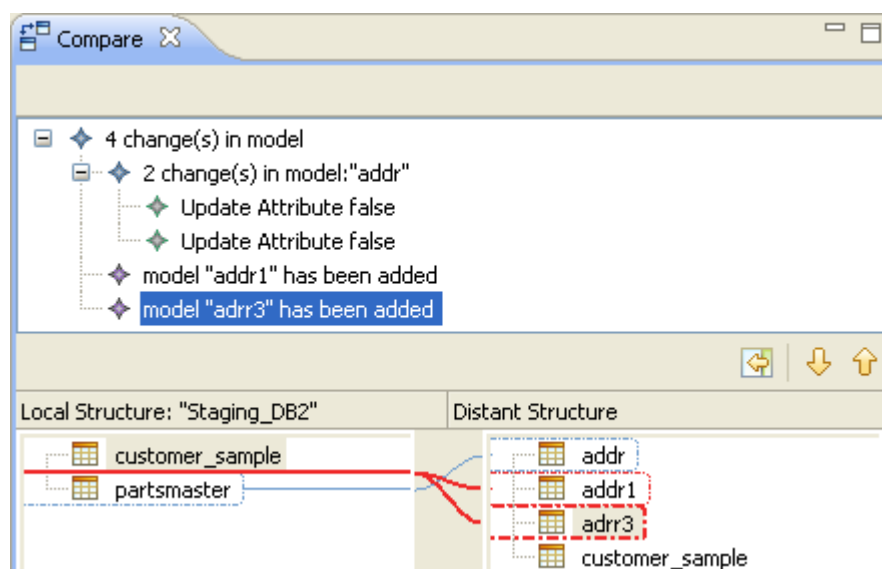 Compare
4 change(s) in model
2 change(s) in model:"addr"
Update Attribute false
Update Attribute false
model "addr1" has been added
model "adrr3" has been added
Local Structure: "Staging_DB2"
Distant Structure
customer_sample
partsmaster
addr
addr1
adrr3
customer_sample